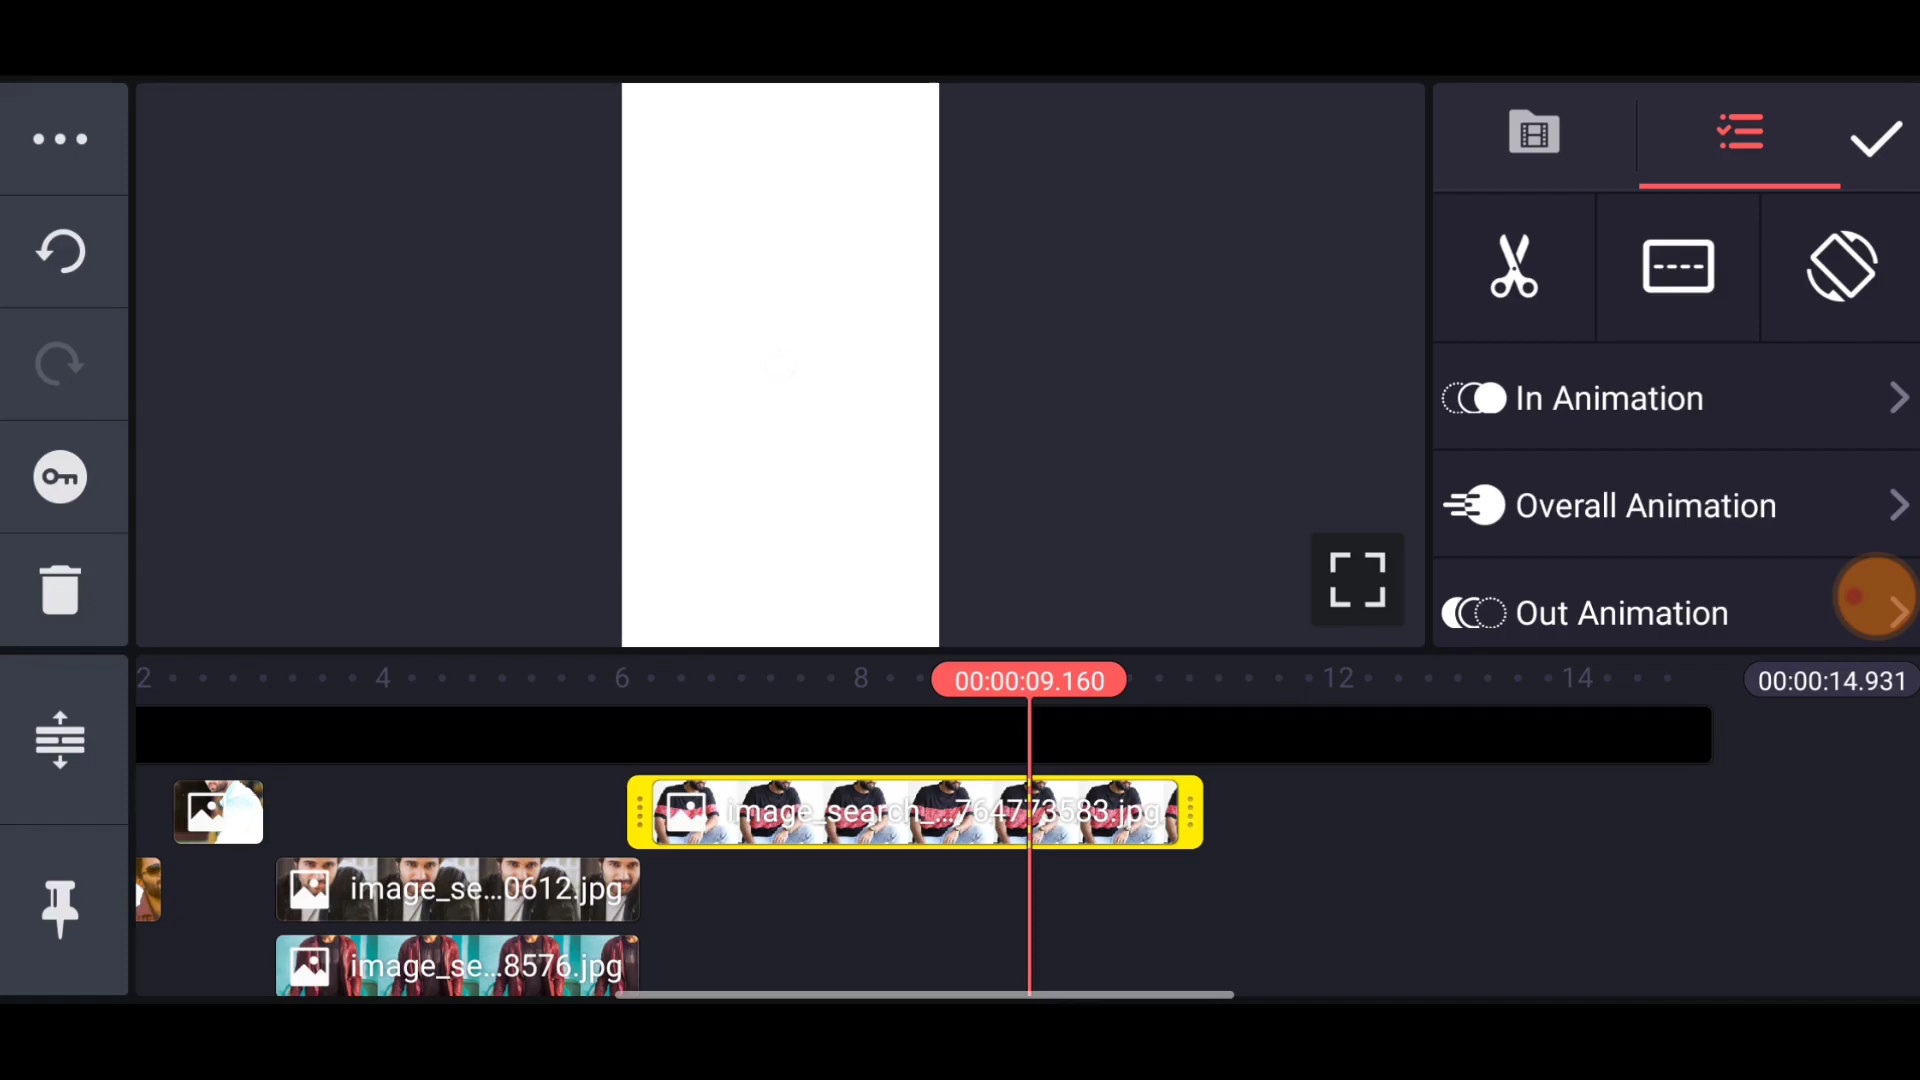 In Animation
Overall Animation
Out Animation
2 4 6 8 00:00:09.160 12 14 00:00:14.931
image_search_...764773583.jpg
image_se...0612.jpg
image_se...8576.jpg